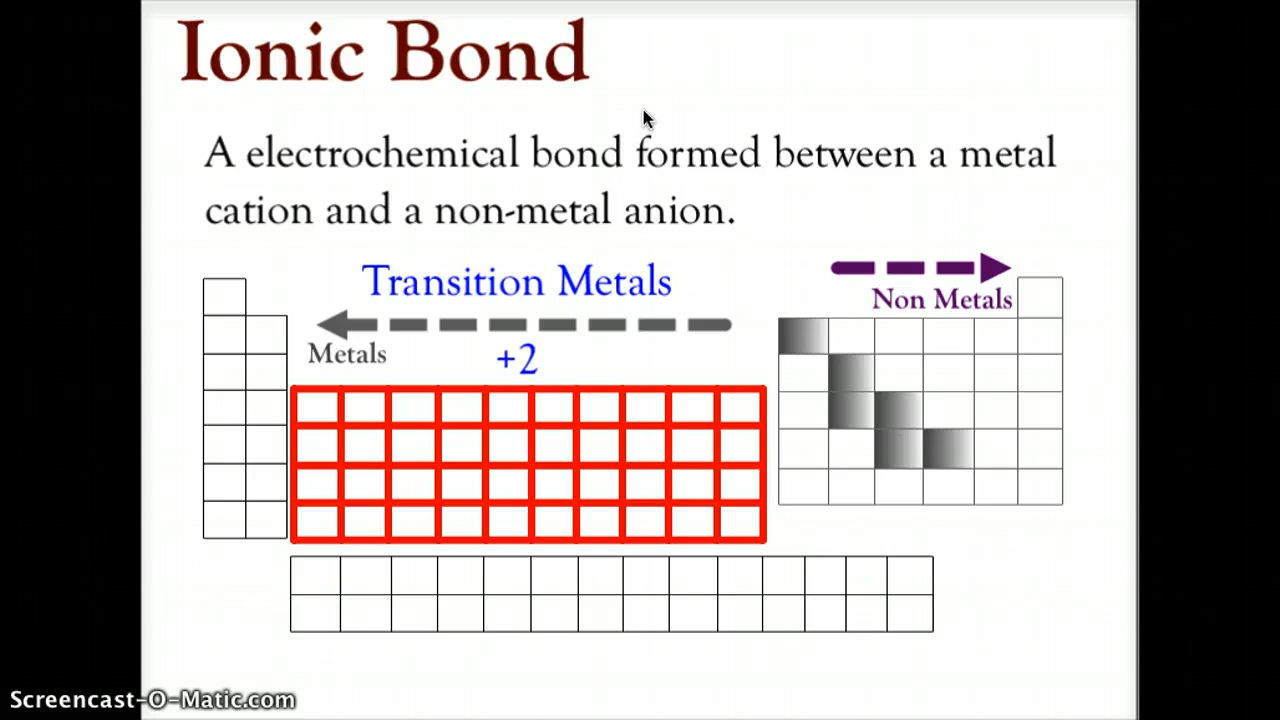 Ionic Bond
A electrochemical bond formed between a metal
cation and a non-metal anion.
Transition Metals
Non Metals
Metals
+2
Screencast-O-Matic.com